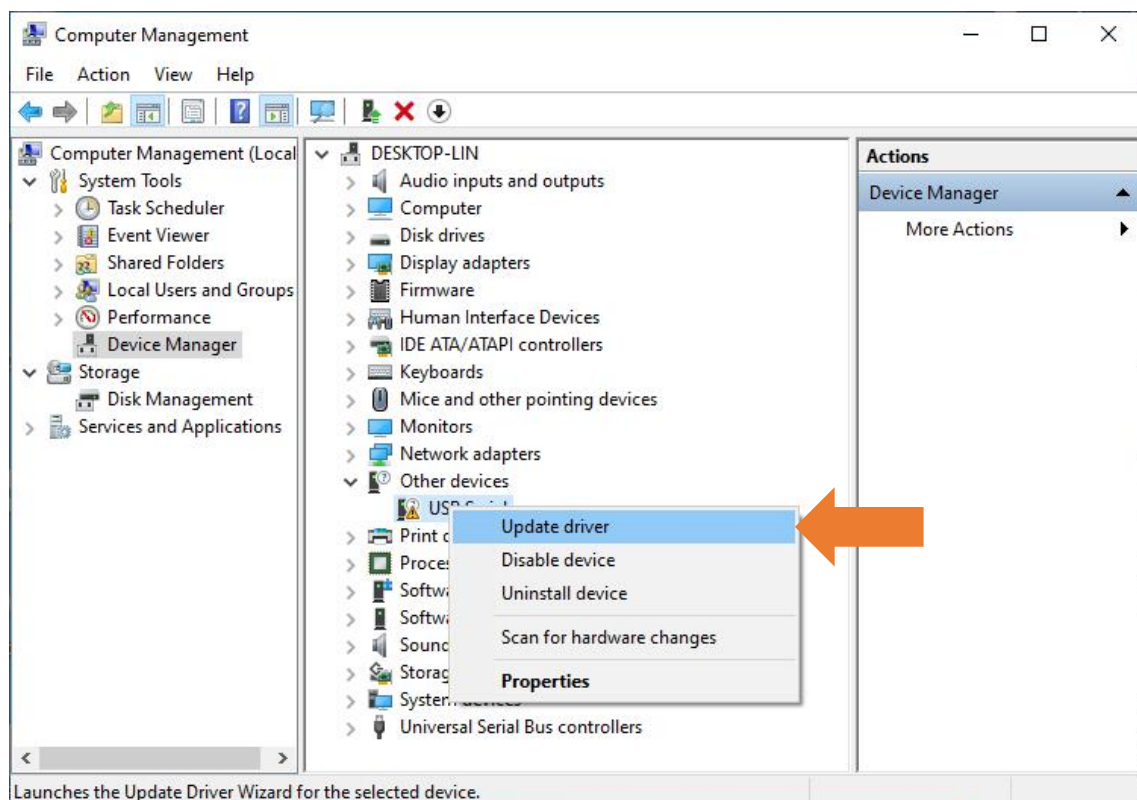 Computer Management
File Action View Help
Computer Management (Local
System Tools
Task Scheduler
Event Viewer
Shared Folders
Local Users and Groups
Performance
Device Manager
Storage
Disk Management
Services and Applications
DESKTOP-LIN
Audio inputs and outputs
Computer
Disk drives
Display adapters
Firmware
Human Interface Devices
IDE ATA/ATAPI controllers
Keyboards
Mice and other pointing devices
Monitors
Network adapters
Other devices
USB Serial
Print
Proces
Softwa
Softwa
Sound
Storag
System devices
Universal Serial Bus controllers
Update driver
Disable device
Uninstall device
Scan for hardware changes
Properties
Actions
Device Manager
More Actions
Launches the Update Driver Wizard for the selected device.